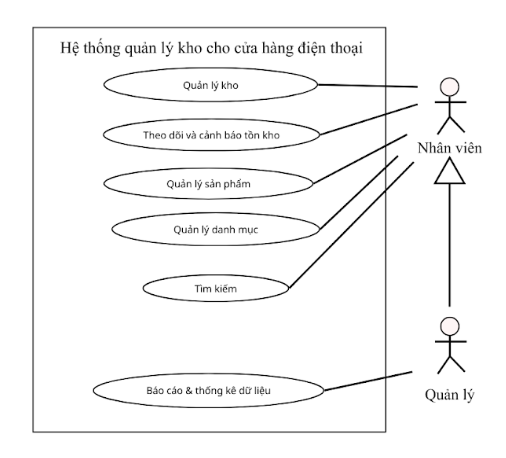 Hệ thống quản lý kho cho cửa hàng điện thoại
Quản lý kho
Theo dõi và cảnh báo tồn kho
Nhân viên
Quản lý sản phẩm
Quản lý danh mục
Tìm kiếm
Báo cáo & thống kê dữ liệu
Quản lý